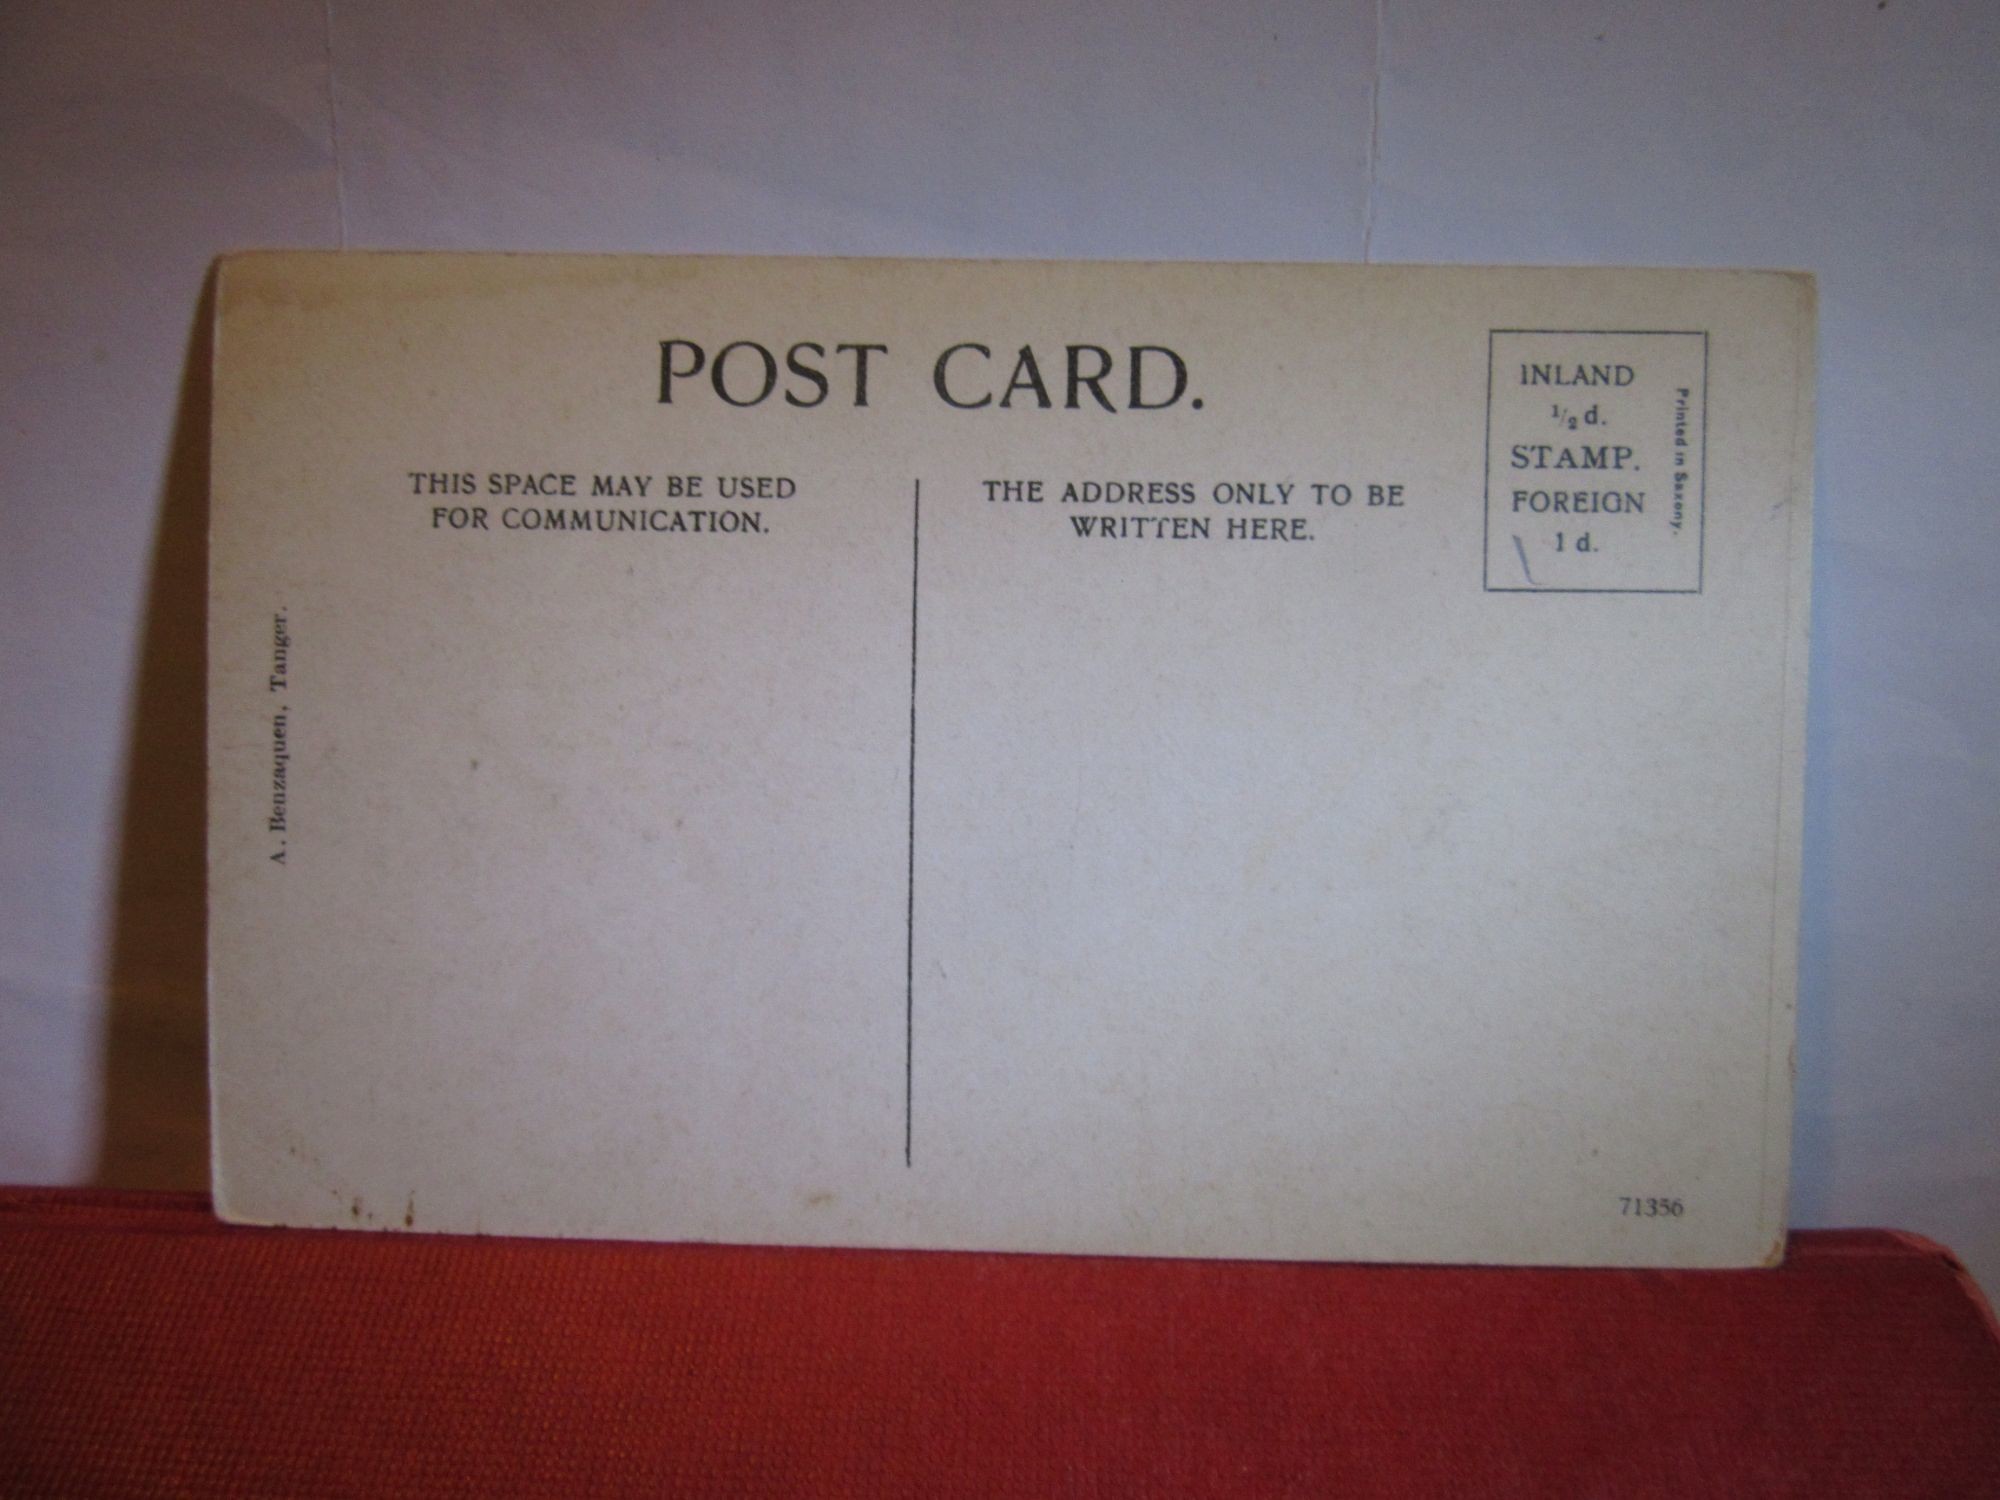 POST CARD.
THIS SPACE MAY BE USED
FOR COMMUNICATION.
THE ADDRESS ONLY TO BE
WRITTEN HERE.
INLAND
1/2 d.
STAMP.
FOREIGN
1 d.
Printed in Saxony.
A. Benzaquen, Tanger.
71356